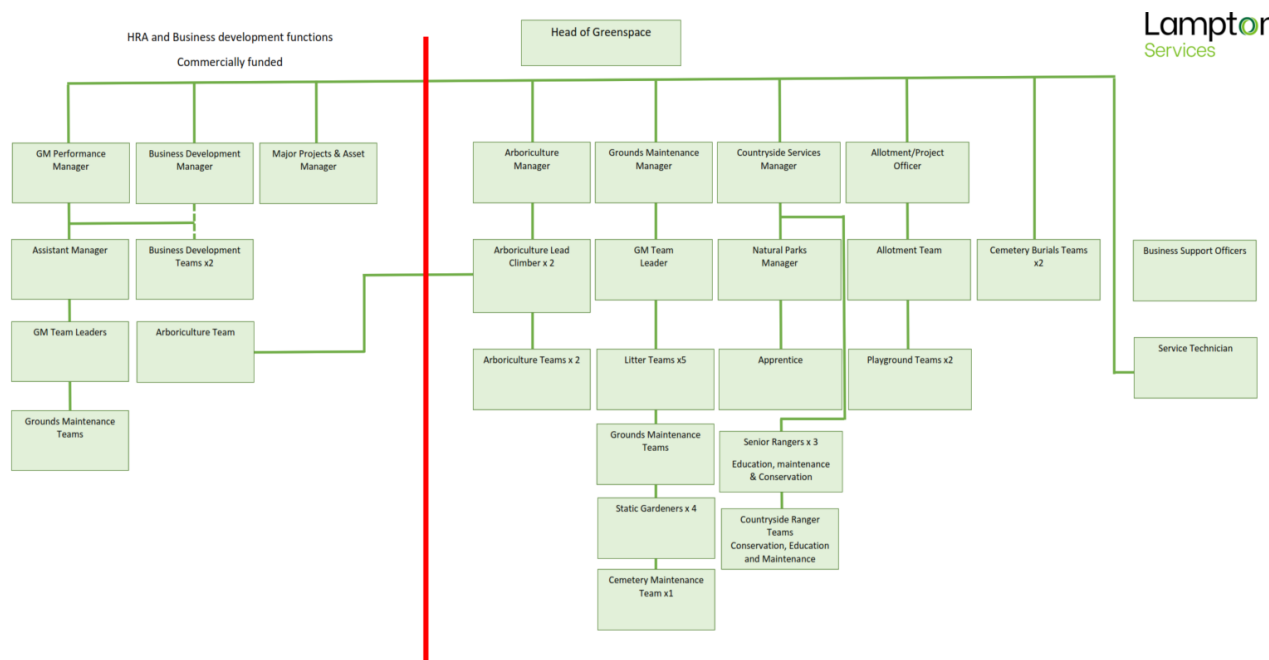 HRA and Business development functions
Commercially funded
Head of Greenspace
Lampton
Services
GM Performance
Manager
Business Development
Manager
Major Projects & Asset
Manager
Arboriculture
Manager
Grounds Maintenance
Manager
Countryside Services
Manager
Allotment/Project
Officer
Assistant Manager
Business Development
Teams x2
Arboriculture Lead
Climber x 2
GM Team
Leader
Natural Parks
Manager
Allotment Team
Cemetery Burials Teams
x2
Business Support Officers
GM Team Leaders
Arboriculture Team
Arboriculture Teams x 2
Litter Teams x5
Apprentice
Playground Teams x2
Service Technician
Grounds Maintenance
Teams
Grounds Maintenance
Teams
Senior Rangers x 3
Education, maintenance
& Conservation
Static Gardeners x 4
Countryside Ranger
Teams
Conservation, Education
and Maintenance
Cemetery Maintenance
Team x1